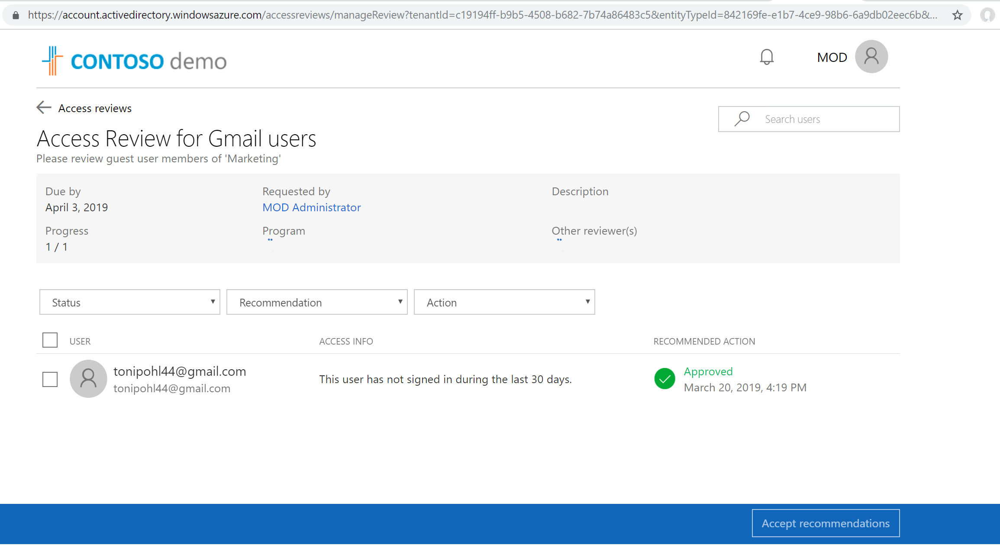 https://account.activedirectory.windowsazure.com/accessreviews/manageReview?tenantId=c19194ff-b9b5-4508-b682-7b74a86483c5&entityTypeId=842169fe-e1b7-4ce9-98b6-6a9db02eec6b&...
CONTOSO demo
MOD
Access reviews
Search users
Access Review for Gmail users
Please review guest user members of 'Marketing'
Due by
Requested by
Description
April 3, 2019
MOD Administrator
Progress
Program
Other reviewer(s)
1 / 1
Status
Recommendation
Action
USER
ACCESS INFO
RECOMMENDED ACTION
tonipohl44@gmail.com
tonipohl44@gmail.com
This user has not signed in during the last 30 days.
Approved
March 20, 2019, 4:19 PM
Accept recommendations